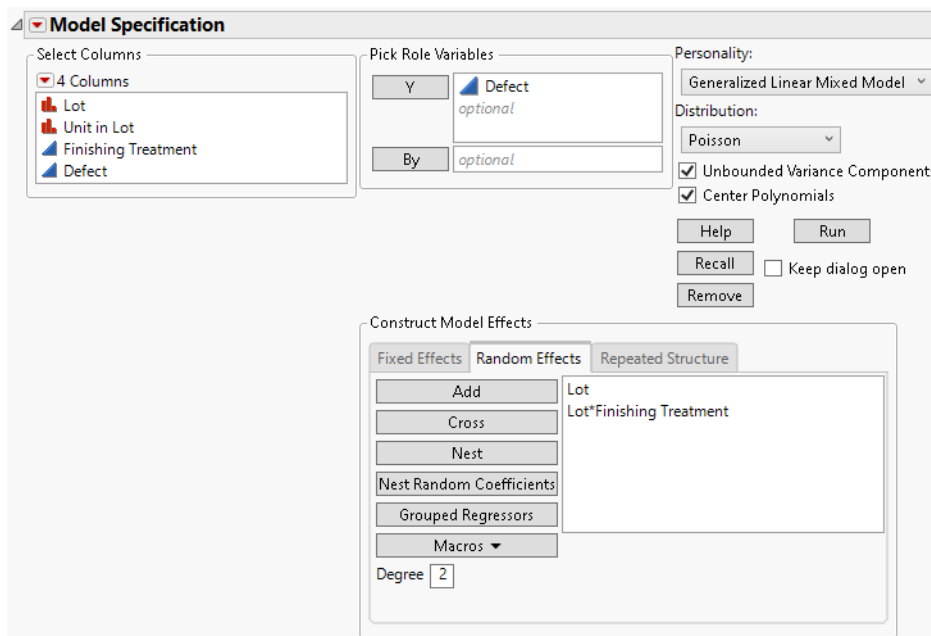 Model Specification
Select Columns
4 Columns
Lot
Unit in Lot
Finishing Treatment
Defect
Pick Role Variables
Y
Defect
optional
By
optional
Personality:
Generalized Linear Mixed Model
Distribution:
Poisson
Unbounded Variance Component
Center Polynomials
Help
Run
Recall
Keep dialog open
Remove
Construct Model Effects
Fixed Effects
Random Effects
Repeated Structure
Add
Cross
Nest
Nest Random Coefficients
Grouped Regressors
Macros
Degree 2
Lot
Lot*Finishing Treatment